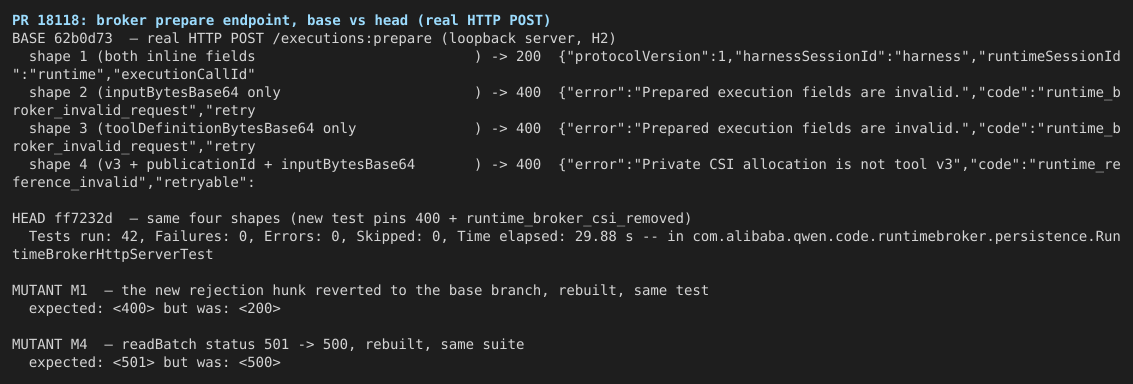 PR 18118: broker prepare endpoint, base vs head (real HTTP POST)
BASE 62b0d73  — real HTTP POST /executions:prepare (loopback server, H2)
  shape 1 (both inline fields                          ) -> 200  {"protocolVersion":1,"harnessSessionId":"harness","runtimeSessionId
":"runtime","executionCallId"
  shape 2 (inputBytesBase64 only                       ) -> 400  {"error":"Prepared execution fields are invalid.","code":"runtime_b
roker_invalid_request","retry
  shape 3 (toolDefinitionBytesBase64 only              ) -> 400  {"error":"Prepared execution fields are invalid.","code":"runtime_b
roker_invalid_request","retry
  shape 4 (v3 + publicationId + inputBytesBase64       ) -> 400  {"error":"Private CSI allocation is not tool v3","code":"runtime_re
ference_invalid","retryable":

HEAD ff7232d  — same four shapes (new test pins 400 + runtime_broker_csi_removed)
  Tests run: 42, Failures: 0, Errors: 0, Skipped: 0, Time elapsed: 29.88 s -- in com.alibaba.qwen.code.runtimebroker.persistence.Run
timeBrokerHttpServerTest

MUTANT M1  — the new rejection hunk reverted to the base branch, rebuilt, same test
  expected: <400> but was: <200>

MUTANT M4  — readBatch status 501 -> 500, rebuilt, same suite
  expected: <501> but was: <500>